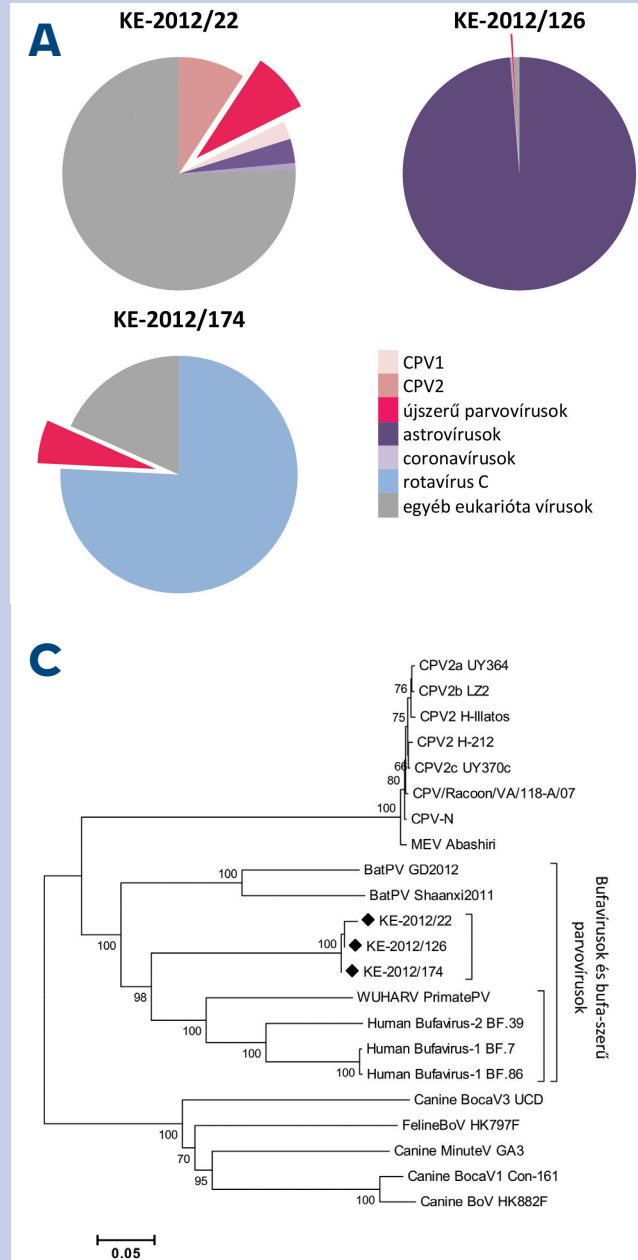 A
KE-2012/22
KE-2012/126
KE-2012/174
CPV1
CPV2
újszerű parvovírusok
astrovírusok
coronavírusok
rotavírus C
egyéb eukarióta vírusok
C
CPV2a UY364
76
CPV2b LZ2
75
CPV2 H-Illatos
CPV2 H-212
66
CPV2c UY370c
80
CPV/Racoon/VA/118-A/07
100
CPV-N
MEV Abashiri
100
BatPV GD2012
BatPV Shaanxi2011
KE-2012/22
100
KE-2012/126
100
KE-2012/174
98
WUHARV PrimatePV
100
Human Bufavirus-2 BF.39
100
Human Bufavirus-1 BF.7
100
Human Bufavirus-1 BF.86
Bufavírusok és bufa-szerű
parvovírusok
Canine BocaV3 UCD
100
FelineBoV HK797F
70
Canine MinuteV GA3
95
Canine BocaV1 Con-161
100
Canine BoV HK882F
0.05